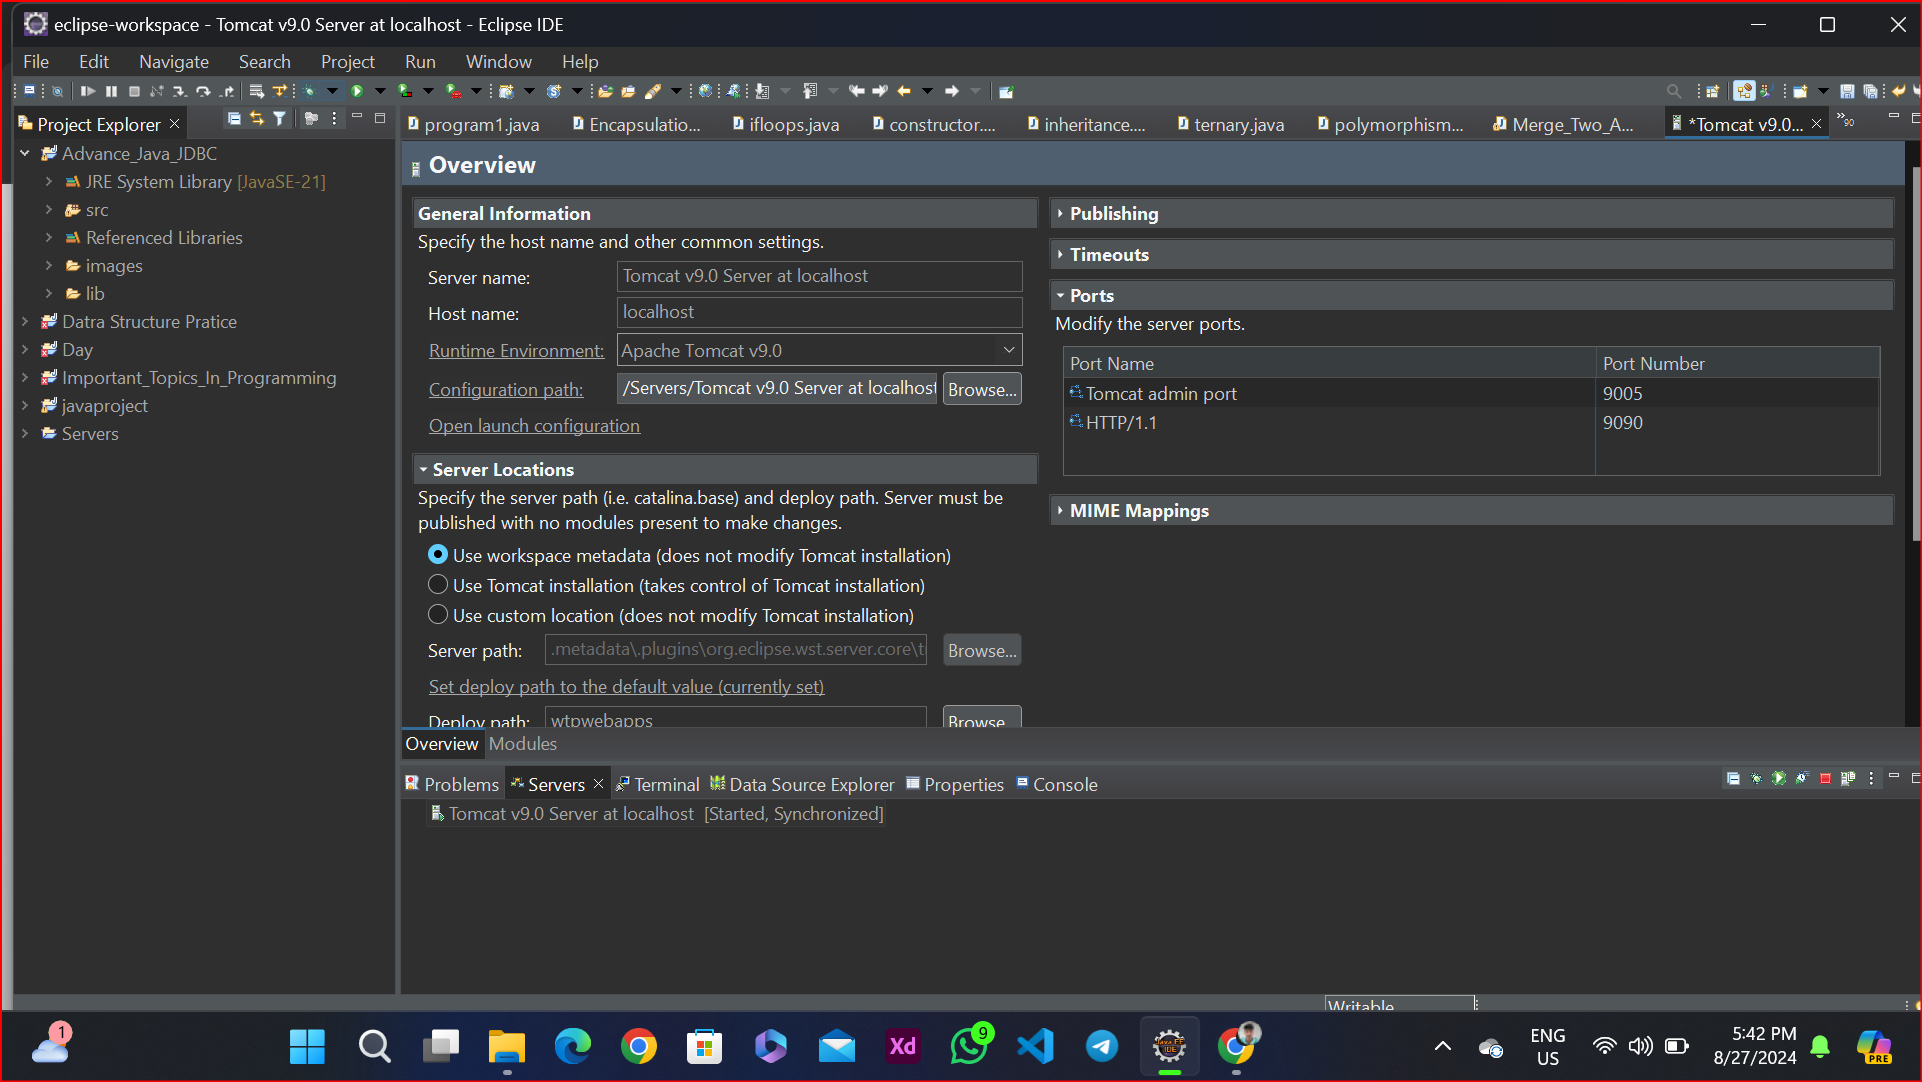 eclipse-workspace - Tomcat v9.0 Server at localhost - Eclipse IDE
File Edit Navigate Search Project Run Window Help
Project Explorer
program1.java Encapsulatio... ifloops.java constructor.... inheritance.... ternary.java polymorphism... Merge_Two_A... *Tomcat v9.0... »90
Advance_Java_JDBC
JRE System Library [JavaSE-21]
src
Referenced Libraries
images
lib
Datra Structure Pratice
Day
Important_Topics_In_Programming
javaproject
Servers
Overview
General Information
Specify the host name and other common settings.
Server name: Tomcat v9.0 Server at localhost
Host name: localhost
Runtime Environment: Apache Tomcat v9.0
Configuration path: /Servers/Tomcat v9.0 Server at localhost Browse...
Open launch configuration
Server Locations
Specify the server path (i.e. catalina.base) and deploy path. Server must be
published with no modules present to make changes.
Use workspace metadata (does not modify Tomcat installation)
Use Tomcat installation (takes control of Tomcat installation)
Use custom location (does not modify Tomcat installation)
Server path: .metadata\.plugins\org.eclipse.wst.server.core\t Browse...
Set deploy path to the default value (currently set)
Deploy path: wtpwebapps Browse
Publishing
Timeouts
Ports
Modify the server ports.
Port Name Port Number
Tomcat admin port 9005
HTTP/1.1 9090
MIME Mappings
Overview Modules
Problems Servers Terminal Data Source Explorer Properties Console
Tomcat v9.0 Server at localhost [Started, Synchronized]
Writable
1
Xd
9
Java EE
IDE
ENG
US
5:42 PM
8/27/2024
PRE